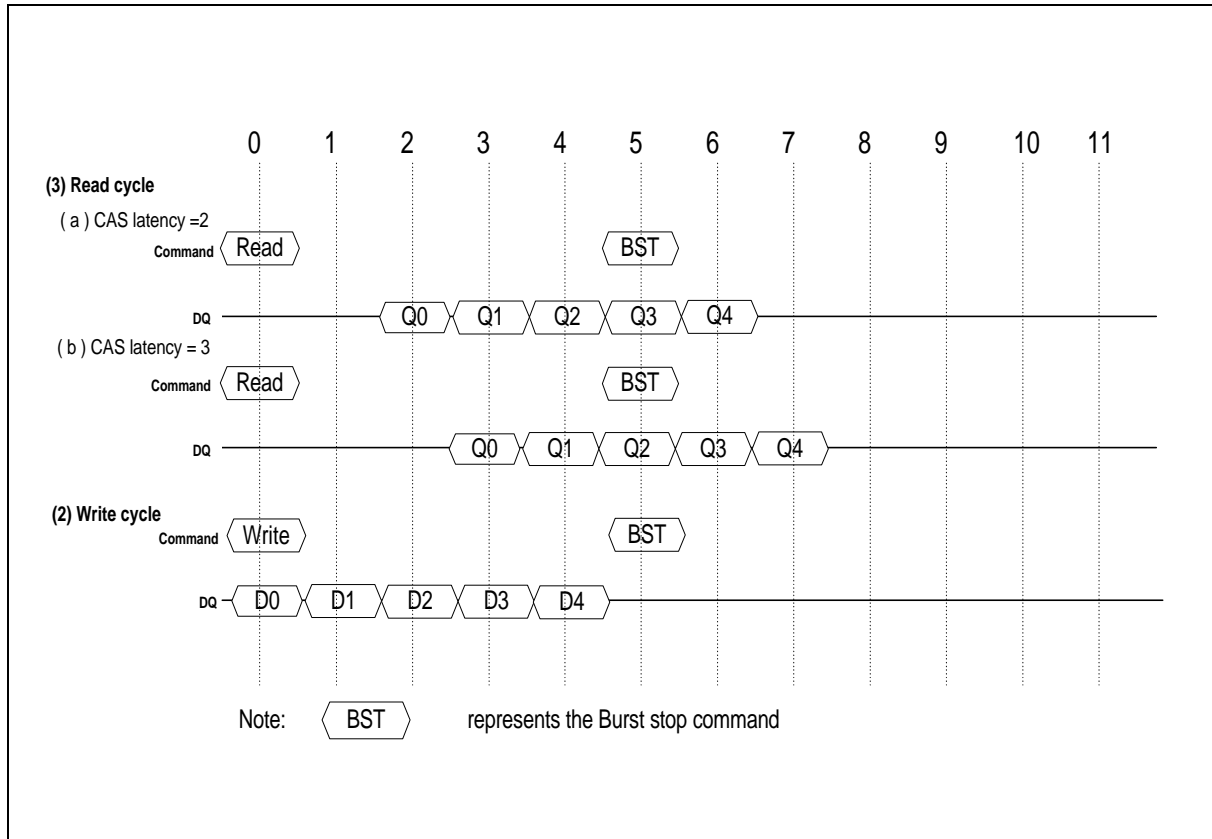 0 1 2 3 4 5 6 7 8 9 10 11
(3) Read cycle
( a ) CAS latency =2
Command Read BST
DQ Q0 Q1 Q2 Q3 Q4
( b ) CAS latency = 3
Command Read BST
DQ Q0 Q1 Q2 Q3 Q4
(2) Write cycle
Command Write BST
DQ D0 D1 D2 D3 D4
Note: BST represents the Burst stop command